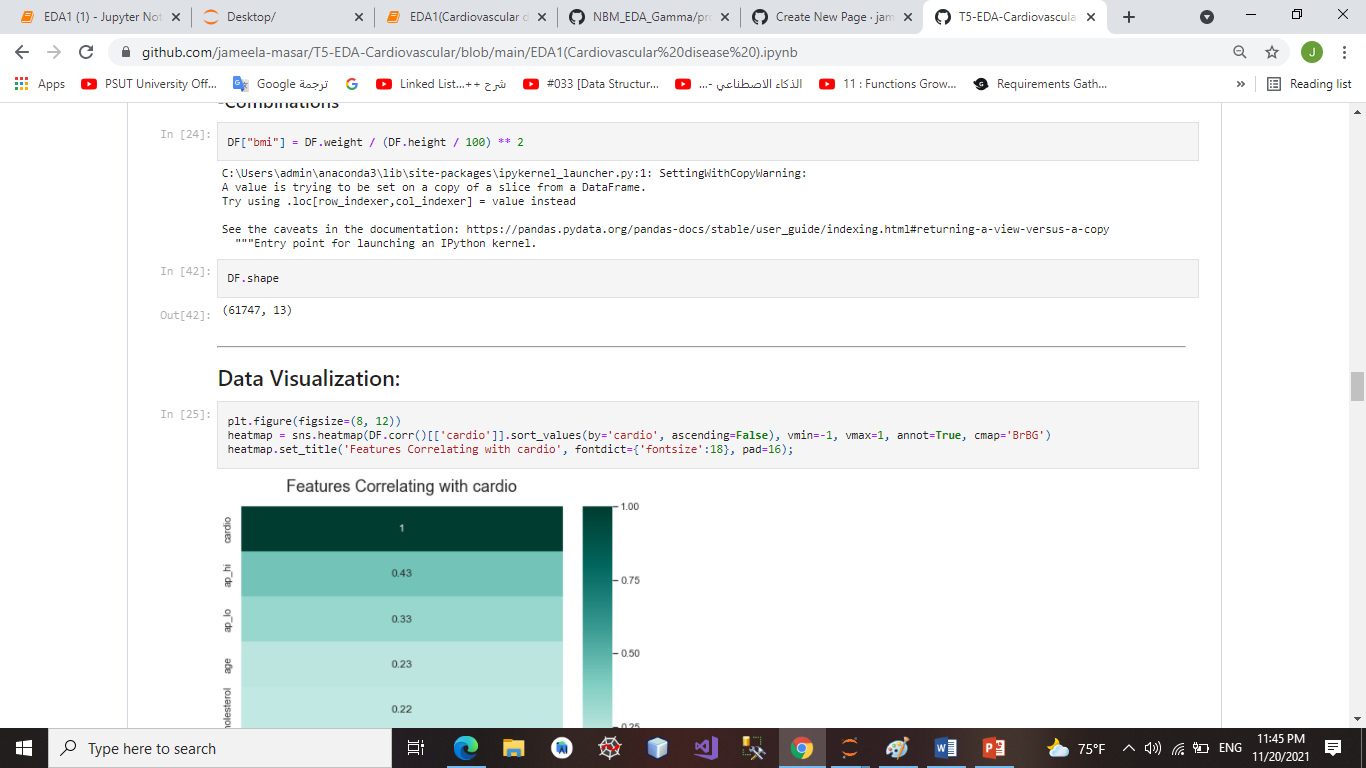 EDA1 (1) - Jupyter Not
Desktop/
EDA1(Cardiovascular d
NBM_EDA_Gamma/pro
Create New Page · jam
T5-EDA-Cardiovascula
github.com/jameela-masar/T5-EDA-Cardiovascular/blob/main/EDA1(Cardiovascular%20disease%20).ipynb
J
Apps
PSUT University Off...
Google ترجمة
Linked List...++شرح
#033 [Data Structur...
الذكاء الاصطناعي -...
11 : Functions Grow...
Requirements Gath...
»
Reading list
-Combinations
In [24]:
DF["bmi"] = DF.weight / (DF.height / 100) ** 2
C:\Users\admin\anaconda3\lib\site-packages\ipykernel_launcher.py:1: SettingWithCopyWarning:
A value is trying to be set on a copy of a slice from a DataFrame.
Try using .loc[row_indexer,col_indexer] = value instead
See the caveats in the documentation: https://pandas.pydata.org/pandas-docs/stable/user_guide/indexing.html#returning-a-view-versus-a-copy
"""Entry point for launching an IPython kernel.
In [42]:
DF.shape
Out[42]:
(61747, 13)
Data Visualization:
In [25]:
plt.figure(figsize=(8, 12))
heatmap = sns.heatmap(DF.corr()[['cardio']].sort_values(by='cardio', ascending=False), vmin=-1, vmax=1, annot=True, cmap='BrBG')
heatmap.set_title('Features Correlating with cardio', fontdict={'fontsize':18}, pad=16);
Features Correlating with cardio
cardio
1
1.00
ap_hi
0.43
0.75
ap_lo
0.33
age
0.23
0.50
holesterol
0.22
0.25
Type here to search
75°F
ENG
11:45 PM
11/20/2021